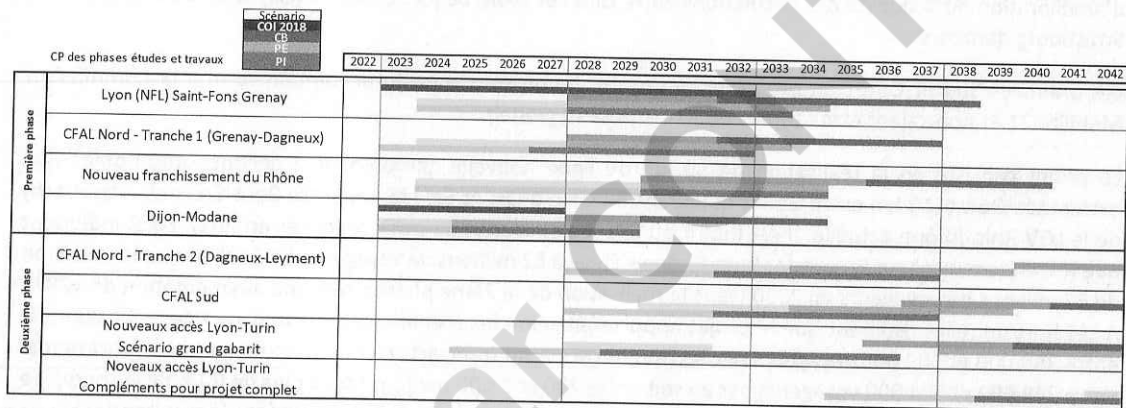 Scénario
COI 2018
CB
PE
PI
CP des phases études et travaux
2022 2023 2024 2025 2026 2027 2028 2029 2030 2031 2032 2033 2034 2035 2036 2037 2038 2039 2040 2041 2042
Première phase
Lyon (NFL) Saint-Fons Grenay
CFAL Nord - Tranche 1 (Grenay-Dagneux)
Nouveau franchissement du Rhône
Dijon-Modane
Deuxième phase
CFAL Nord - Tranche 2 (Dagneux-Leyment)
CFAL Sud
Nouveaux accès Lyon-Turin
Scénario grand gabarit
Noveaux accès Lyon-Turin
Compléments pour projet complet